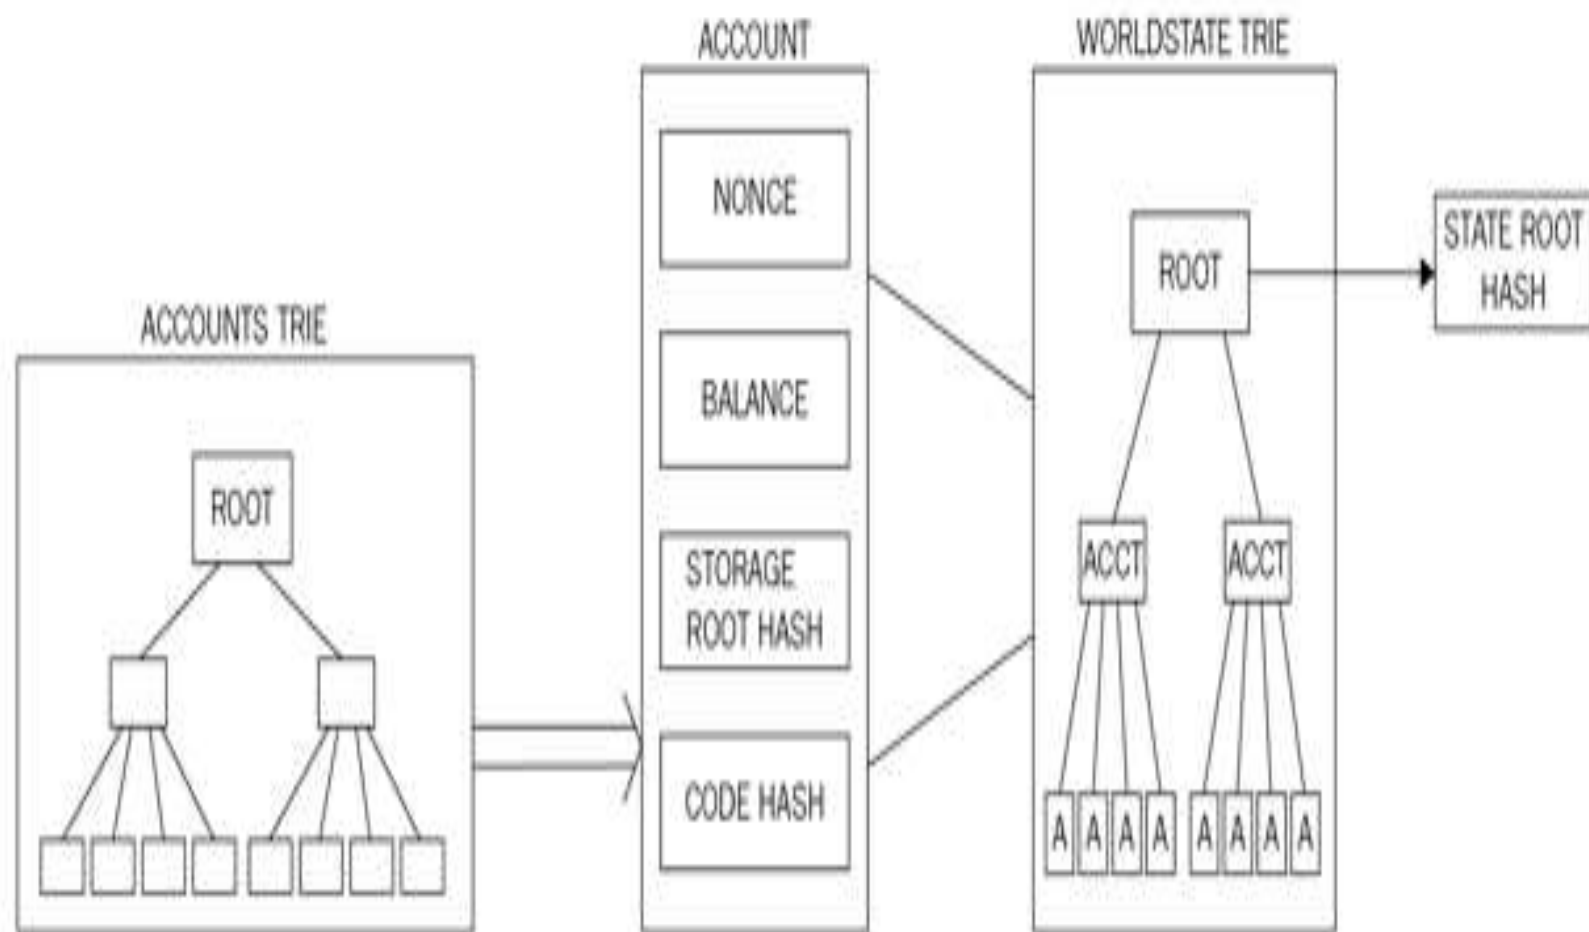 ACCOUNTS TRIE
ROOT
ACCOUNT
NONCE
BALANCE
STORAGE
ROOT HASH
CODE HASH
WORLDSTATE TRIE
ROOT
ACCT ACCT
A A A A A A A A
STATE ROOT
HASH